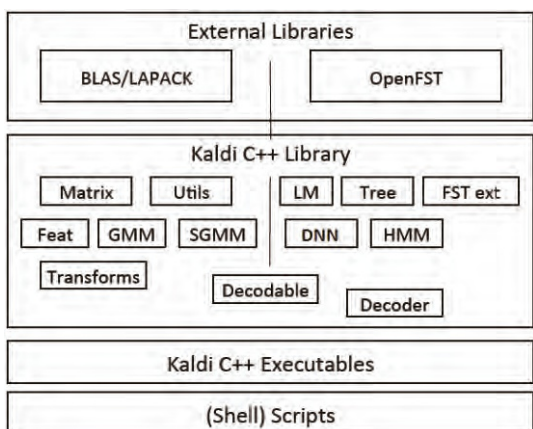 External Libraries
BLAS/LAPACK OpenFST
Kaldi C++ Library
Matrix Utils LM Tree FST ext
Feat GMM SGMM DNN HMM
Transforms Decodable Decoder
Kaldi C++ Executables
(Shell) Scripts